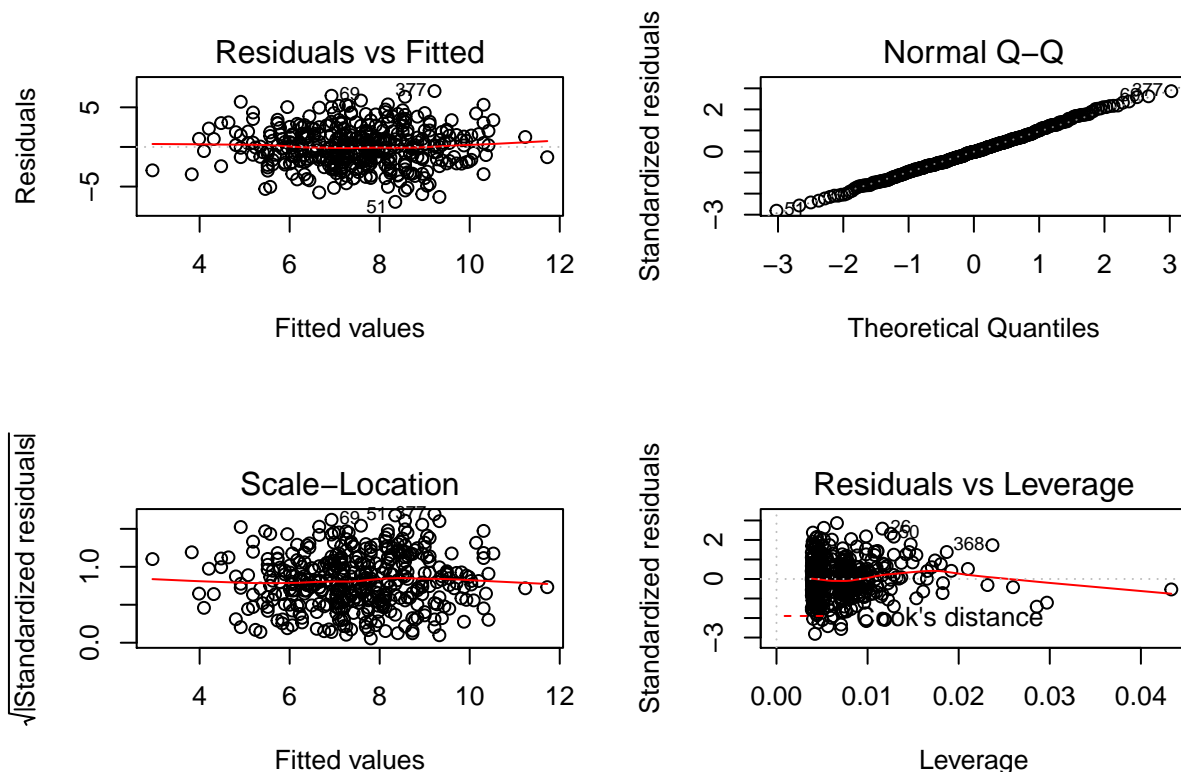 Residuals vs Fitted
Residuals
5
−5
69
377
51
4 6 8 10 12
Fitted values
Normal Q−Q
Standardized residuals
2
0
−3
377
51
−3 −2 −1 0 1 2 3
Theoretical Quantiles
Scale−Location
√|Standardized residuals|
1.0
0.0
69
51
377
4 6 8 10 12
Fitted values
Residuals vs Leverage
Standardized residuals
2
0
−3
26
368
Cook's distance
0.00 0.01 0.02 0.03 0.04
Leverage